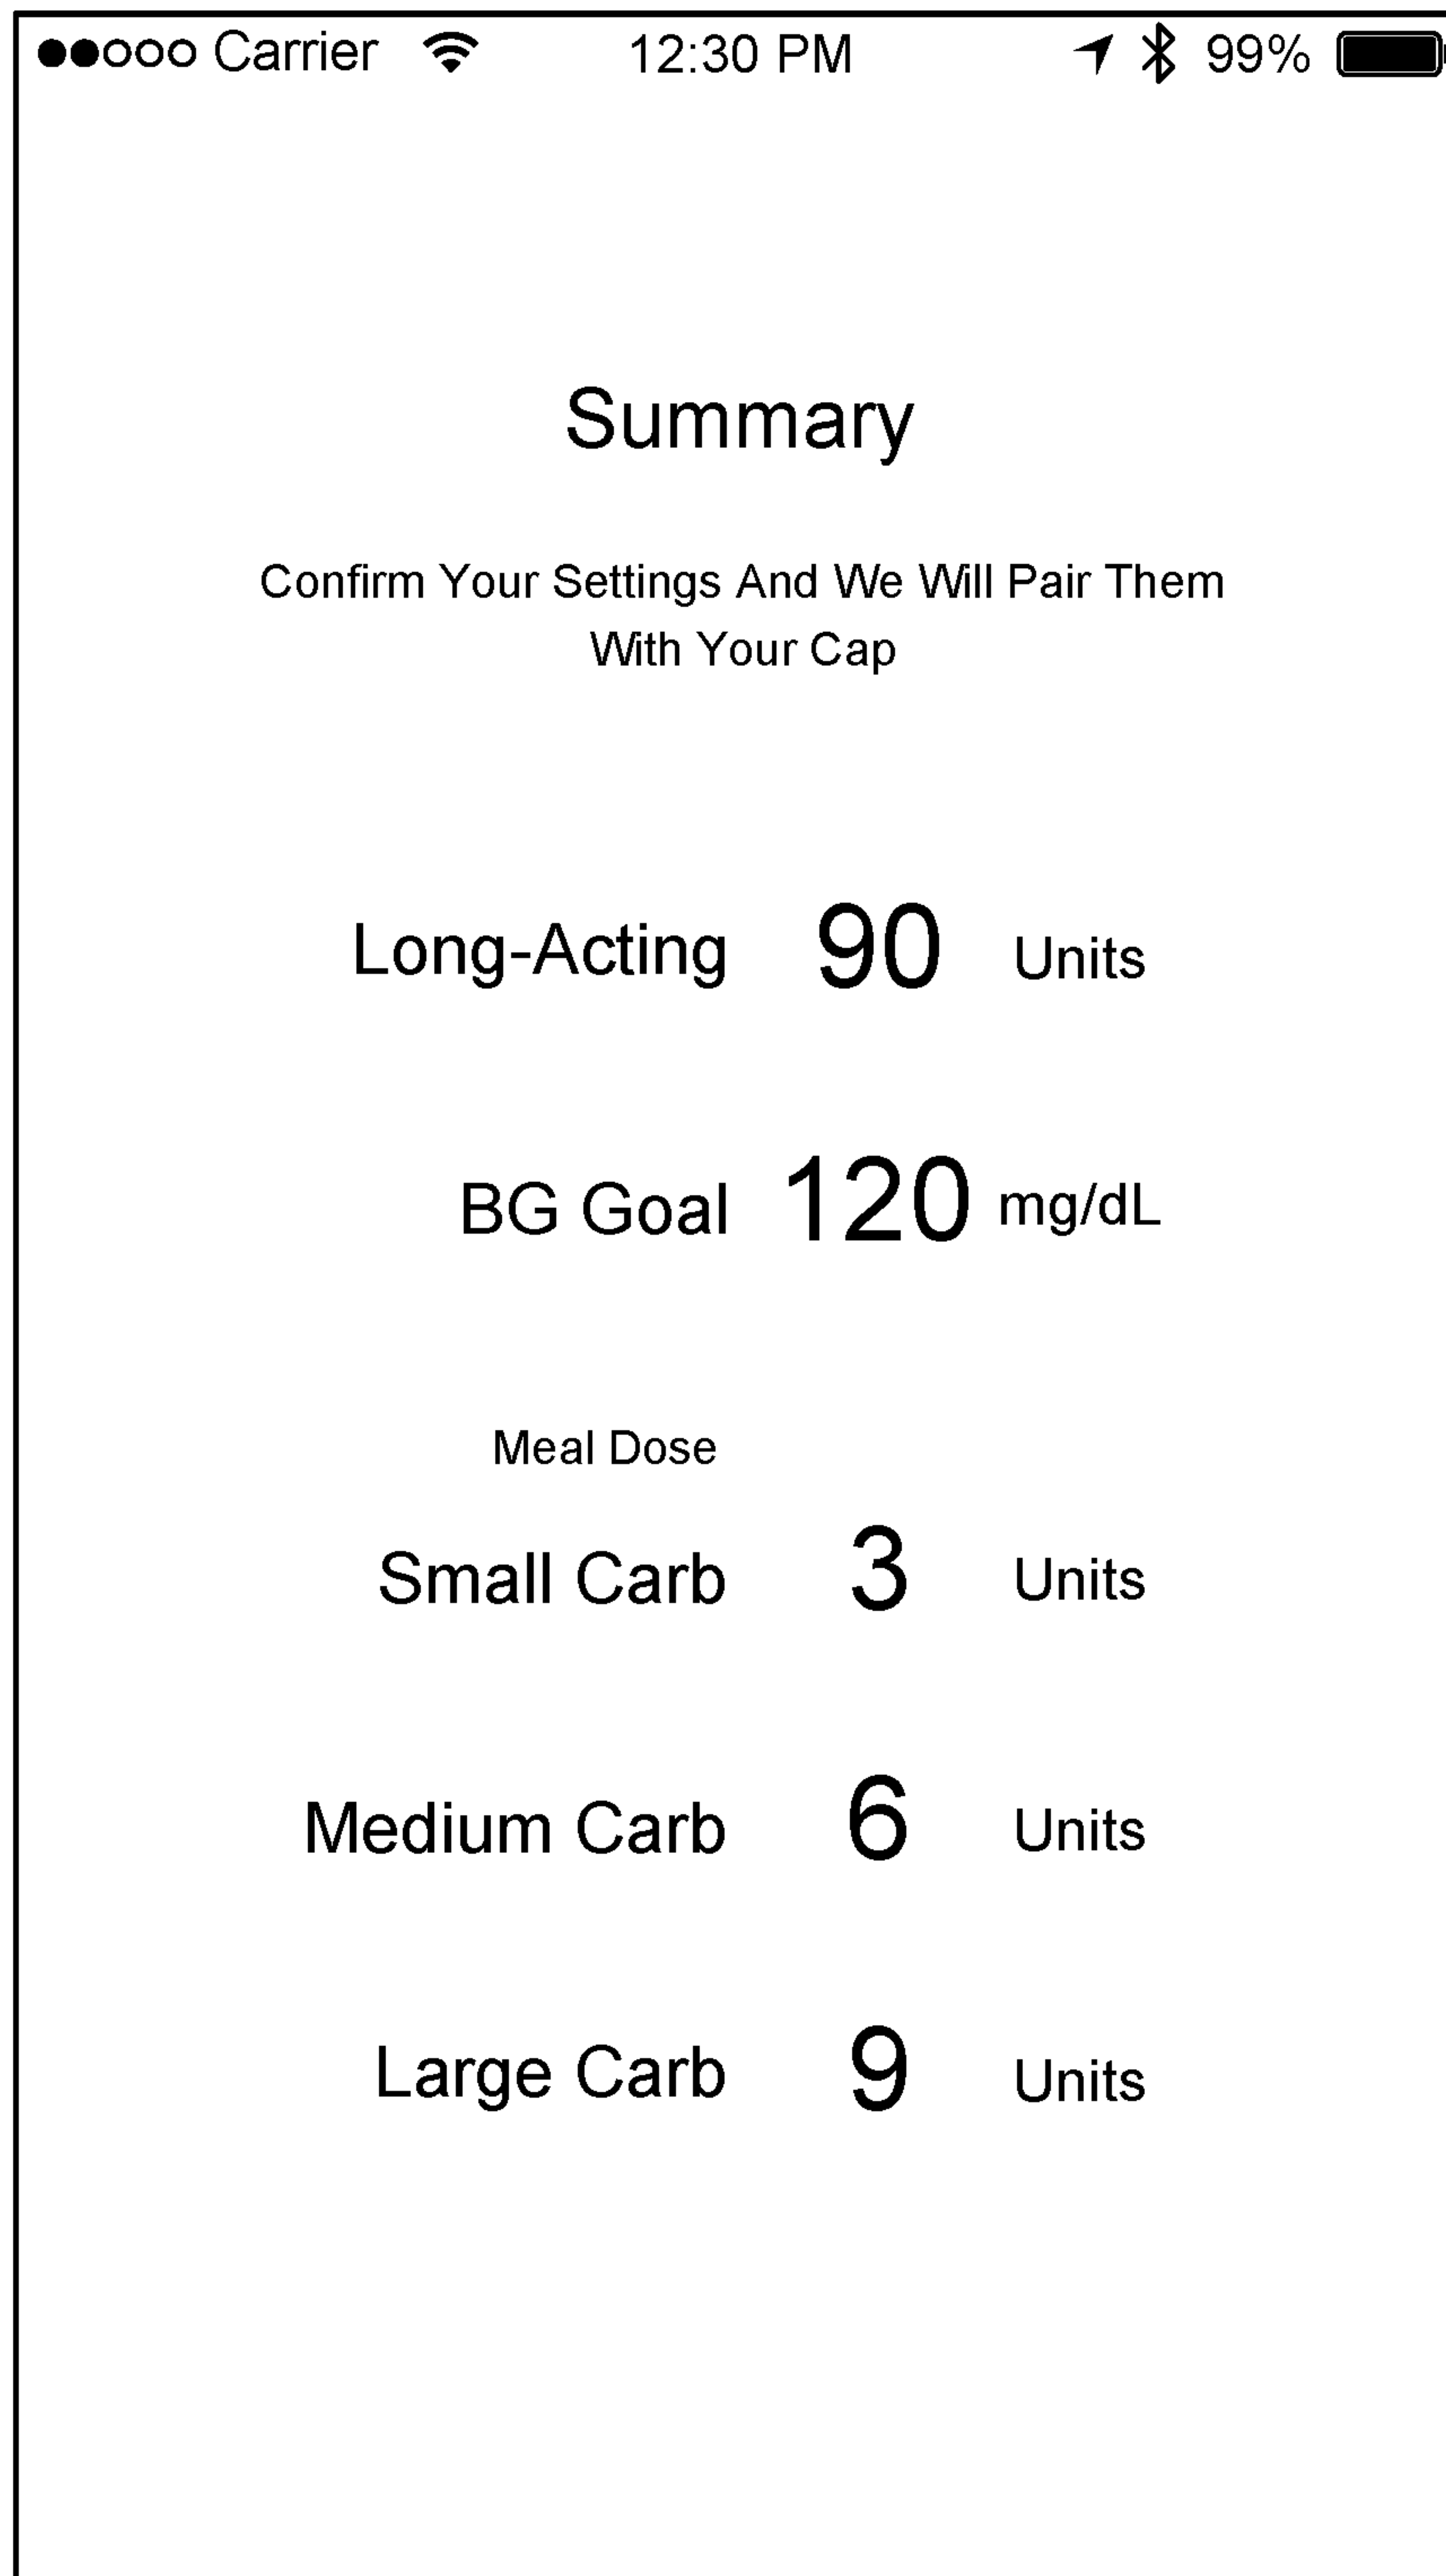 Carrier 12:30 PM 99%
Summary
Confirm Your Settings And We Will Pair Them
With Your Cap
Long-Acting 90 Units
BG Goal 120 mg/dL
Meal Dose
Small Carb 3 Units
Medium Carb 6 Units
Large Carb 9 Units